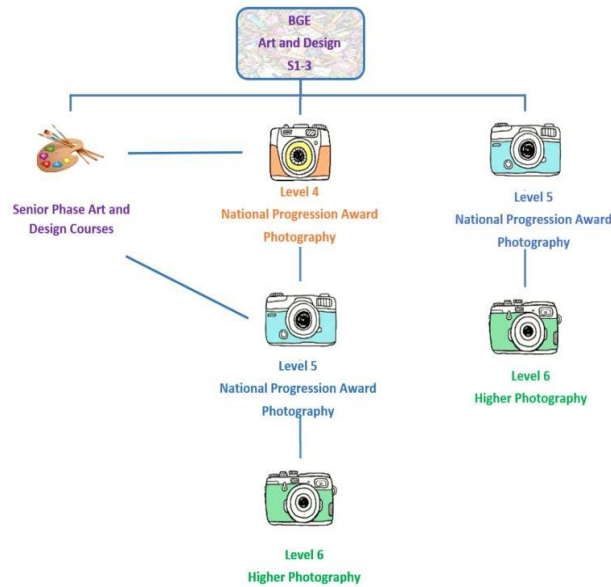 BGE
Art and Design
S1-3
Senior Phase Art and
Design Courses
Level 4
National Progression Award
Photography
Level 5
National Progression Award
Photography
Level 5
National Progression Award
Photography
Level 6
Higher Photography
Level 6
Higher Photography